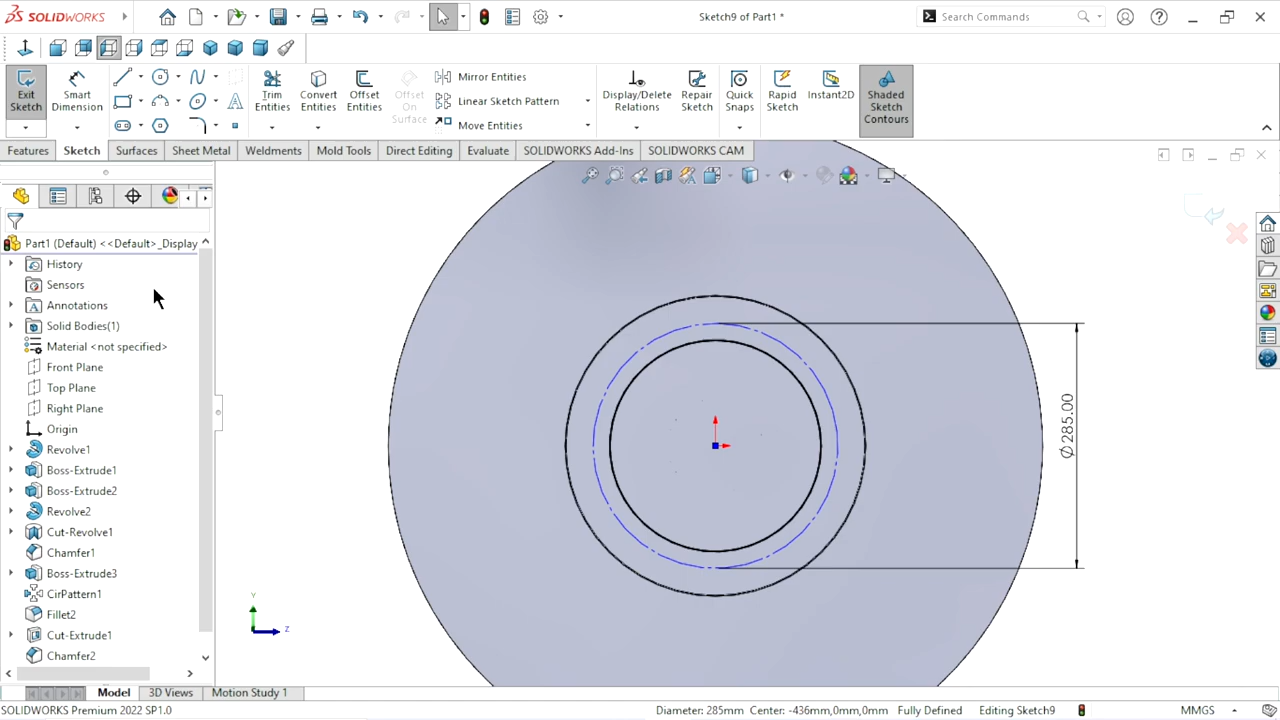 SOLIDWORKS
Sketch9 of Part1 *
Search Commands
Exit Sketch
Smart Dimension
Trim Entities
Convert Entities
Offset Entities
Offset On Surface
Mirror Entities
Linear Sketch Pattern
Move Entities
Display/Delete Relations
Repair Sketch
Quick Snaps
Rapid Sketch
Instant2D
Shaded Sketch Contours
Features
Sketch
Surfaces
Sheet Metal
Weldments
Mold Tools
Direct Editing
Evaluate
SOLIDWORKS Add-Ins
SOLIDWORKS CAM
Part1 (Default) <<Default>_Display
History
Sensors
Annotations
Solid Bodies(1)
Material <not specified>
Front Plane
Top Plane
Right Plane
Origin
Revolve1
Boss-Extrude1
Boss-Extrude2
Revolve2
Cut-Revolve1
Chamfer1
Boss-Extrude3
CirPattern1
Fillet2
Cut-Extrude1
Chamfer2
Ø285.00
Y
Z
Model
3D Views
Motion Study 1
SOLIDWORKS Premium 2022 SP1.0
Diameter: 285mm Center: -436mm,0mm,0mm
Fully Defined
Editing Sketch9
MMGS